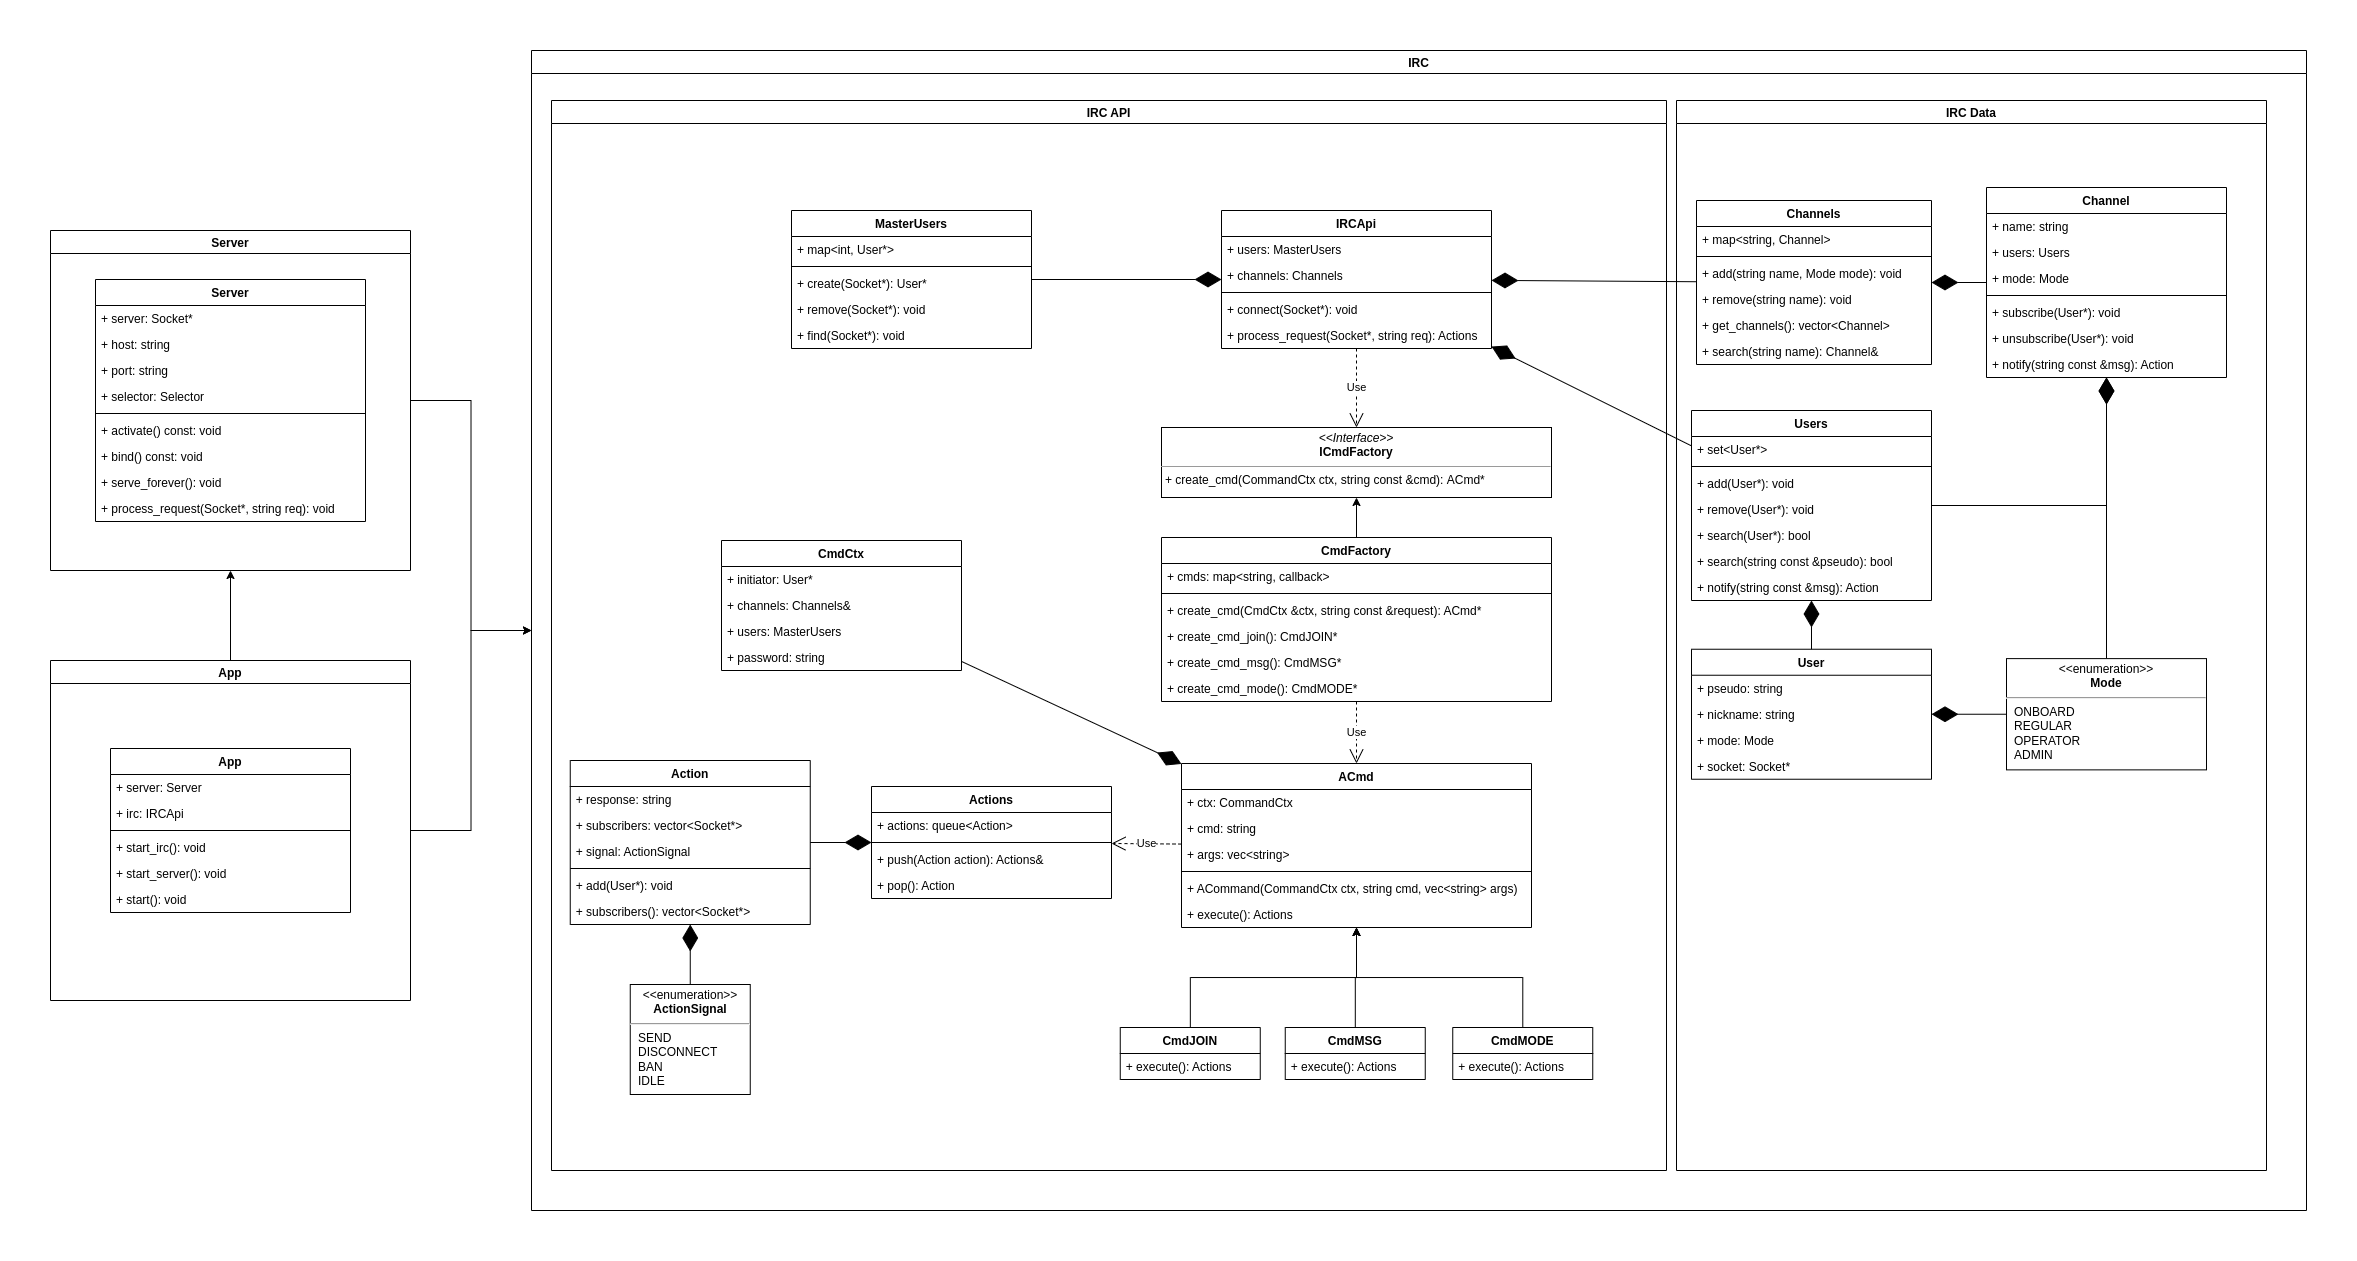 IRC
IRC API
IRC Data
Server
Server
+ server: Socket*
+ host: string
+ port: string
+ selector: Selector
+ activate() const: void
+ bind() const: void
+ serve_forever(): void
+ process_request(Socket*, string req): void
App
App
+ server: Server
+ irc: IRCApi
+ start_irc(): void
+ start_server(): void
+ start(): void
MasterUsers
+ map<int, User*>
+ create(Socket*): User*
+ remove(Socket*): void
+ find(Socket*): void
IRCApi
+ users: MasterUsers
+ channels: Channels
+ connect(Socket*): void
+ process_request(Socket*, string req): Actions
Use
<<Interface>>
ICmdFactory
+ create_cmd(CommandCtx ctx, string const &cmd): ACmd*
CmdFactory
+ cmds: map<string, callback>
+ create_cmd(CmdCtx &ctx, string const &request): ACmd*
+ create_cmd_join(): CmdJOIN*
+ create_cmd_msg(): CmdMSG*
+ create_cmd_mode(): CmdMODE*
Use
CmdCtx
+ initiator: User*
+ channels: Channels&
+ users: MasterUsers
+ password: string
Action
+ response: string
+ subscribers: vector<Socket*>
+ signal: ActionSignal
+ add(User*): void
+ subscribers(): vector<Socket*>
Actions
+ actions: queue<Action>
+ push(Action action): Actions&
+ pop(): Action
Use
ACmd
+ ctx: CommandCtx
+ cmd: string
+ args: vec<string>
+ ACommand(CommandCtx ctx, string cmd, vec<string> args)
+ execute(): Actions
<<enumeration>>
ActionSignal
SEND
DISCONNECT
BAN
IDLE
CmdJOIN
+ execute(): Actions
CmdMSG
+ execute(): Actions
CmdMODE
+ execute(): Actions
Channels
+ map<string, Channel>
+ add(string name, Mode mode): void
+ remove(string name): void
+ get_channels(): vector<Channel>
+ search(string name): Channel&
Channel
+ name: string
+ users: Users
+ mode: Mode
+ subscribe(User*): void
+ unsubscribe(User*): void
+ notify(string const &msg): Action
Users
+ set<User*>
+ add(User*): void
+ remove(User*): void
+ search(User*): bool
+ search(string const &pseudo): bool
+ notify(string const &msg): Action
User
+ pseudo: string
+ nickname: string
+ mode: Mode
+ socket: Socket*
<<enumeration>>
Mode
ONBOARD
REGULAR
OPERATOR
ADMIN